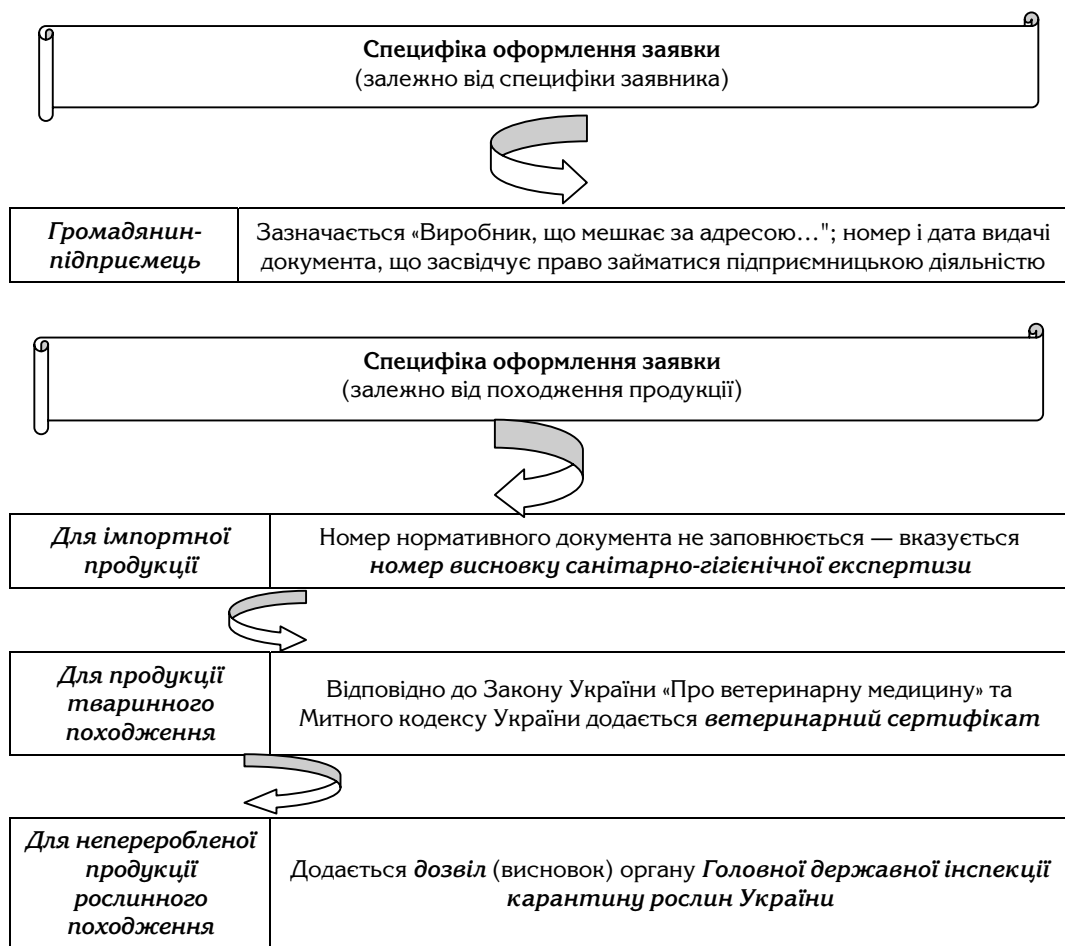 Специфіка оформлення заявки
(залежно від специфіки заявника)
Громадянин-
підприємець
Зазначається «Виробник, що мешкає за адресою…"; номер і дата видачі
документа, що засвідчує право займатися підприємницькою діяльністю
Специфіка оформлення заявки
(залежно від походження продукції)
Для імпортної
продукції
Номер нормативного документа не заповнюється — вказується
номер висновку санітарно-гігієнічної експертизи
Для продукції
тваринного
походження
Відповідно до Закону України «Про ветеринарну медицину» та
Митного кодексу України додається ветеринарний сертифікат
Для непереробленої
продукції
рослинного
походження
Додається дозвіл (висновок) органу Головної державної інспекції
карантину рослин України